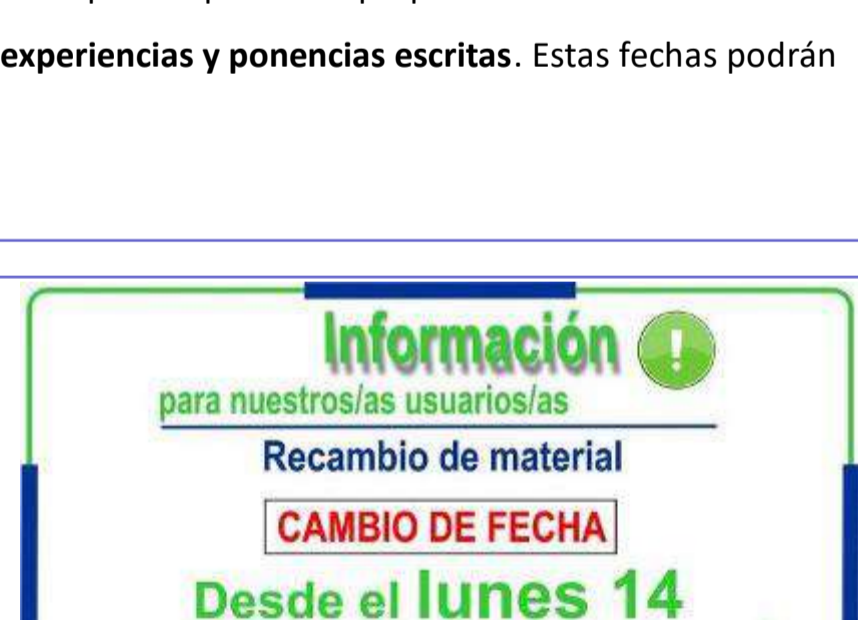 experiencias y ponencias escritas. Estas fechas podrán
Información !
para nuestros/as usuarios/as
Recambio de material
CAMBIO DE FECHA
Desde el lunes 14